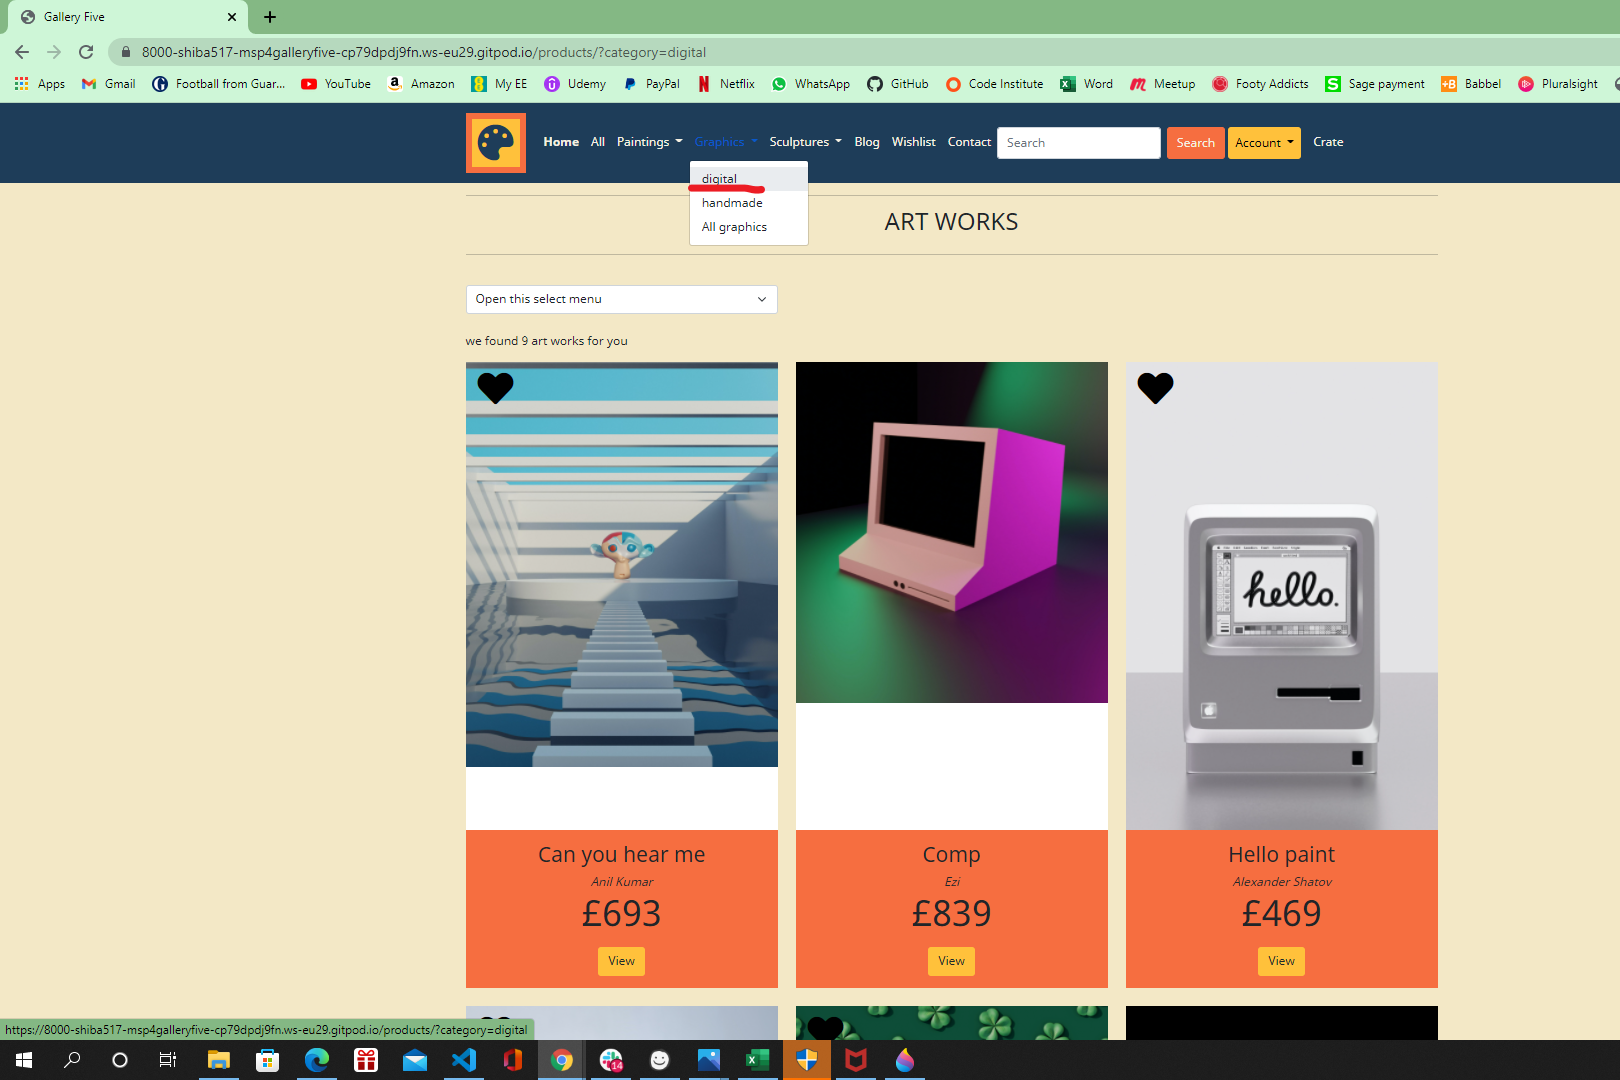 Gallery Five
8000-shiba517-msp4galleryfive-cp79dpdj9fn.ws-eu29.gitpod.io/products/?category=digital
Apps Gmail Football from Guar... YouTube Amazon My EE Udemy PayPal Netflix WhatsApp GitHub Code Institute Word Meetup Footy Addicts Sage payment Babbel Pluralsight
Home All Paintings Graphics Sculptures Blog Wishlist Contact Search Search Account Crate
digital
handmade
All graphics
ART WORKS
Open this select menu
we found 9 art works for you
hello.
Can you hear me
Anil Kumar
£693
View
Comp
Ezi
£839
View
Hello paint
Alexander Shatov
£469
View
https://8000-shiba517-msp4galleryfive-cp79dpdj9fn.ws-eu29.gitpod.io/products/?category=digital
14